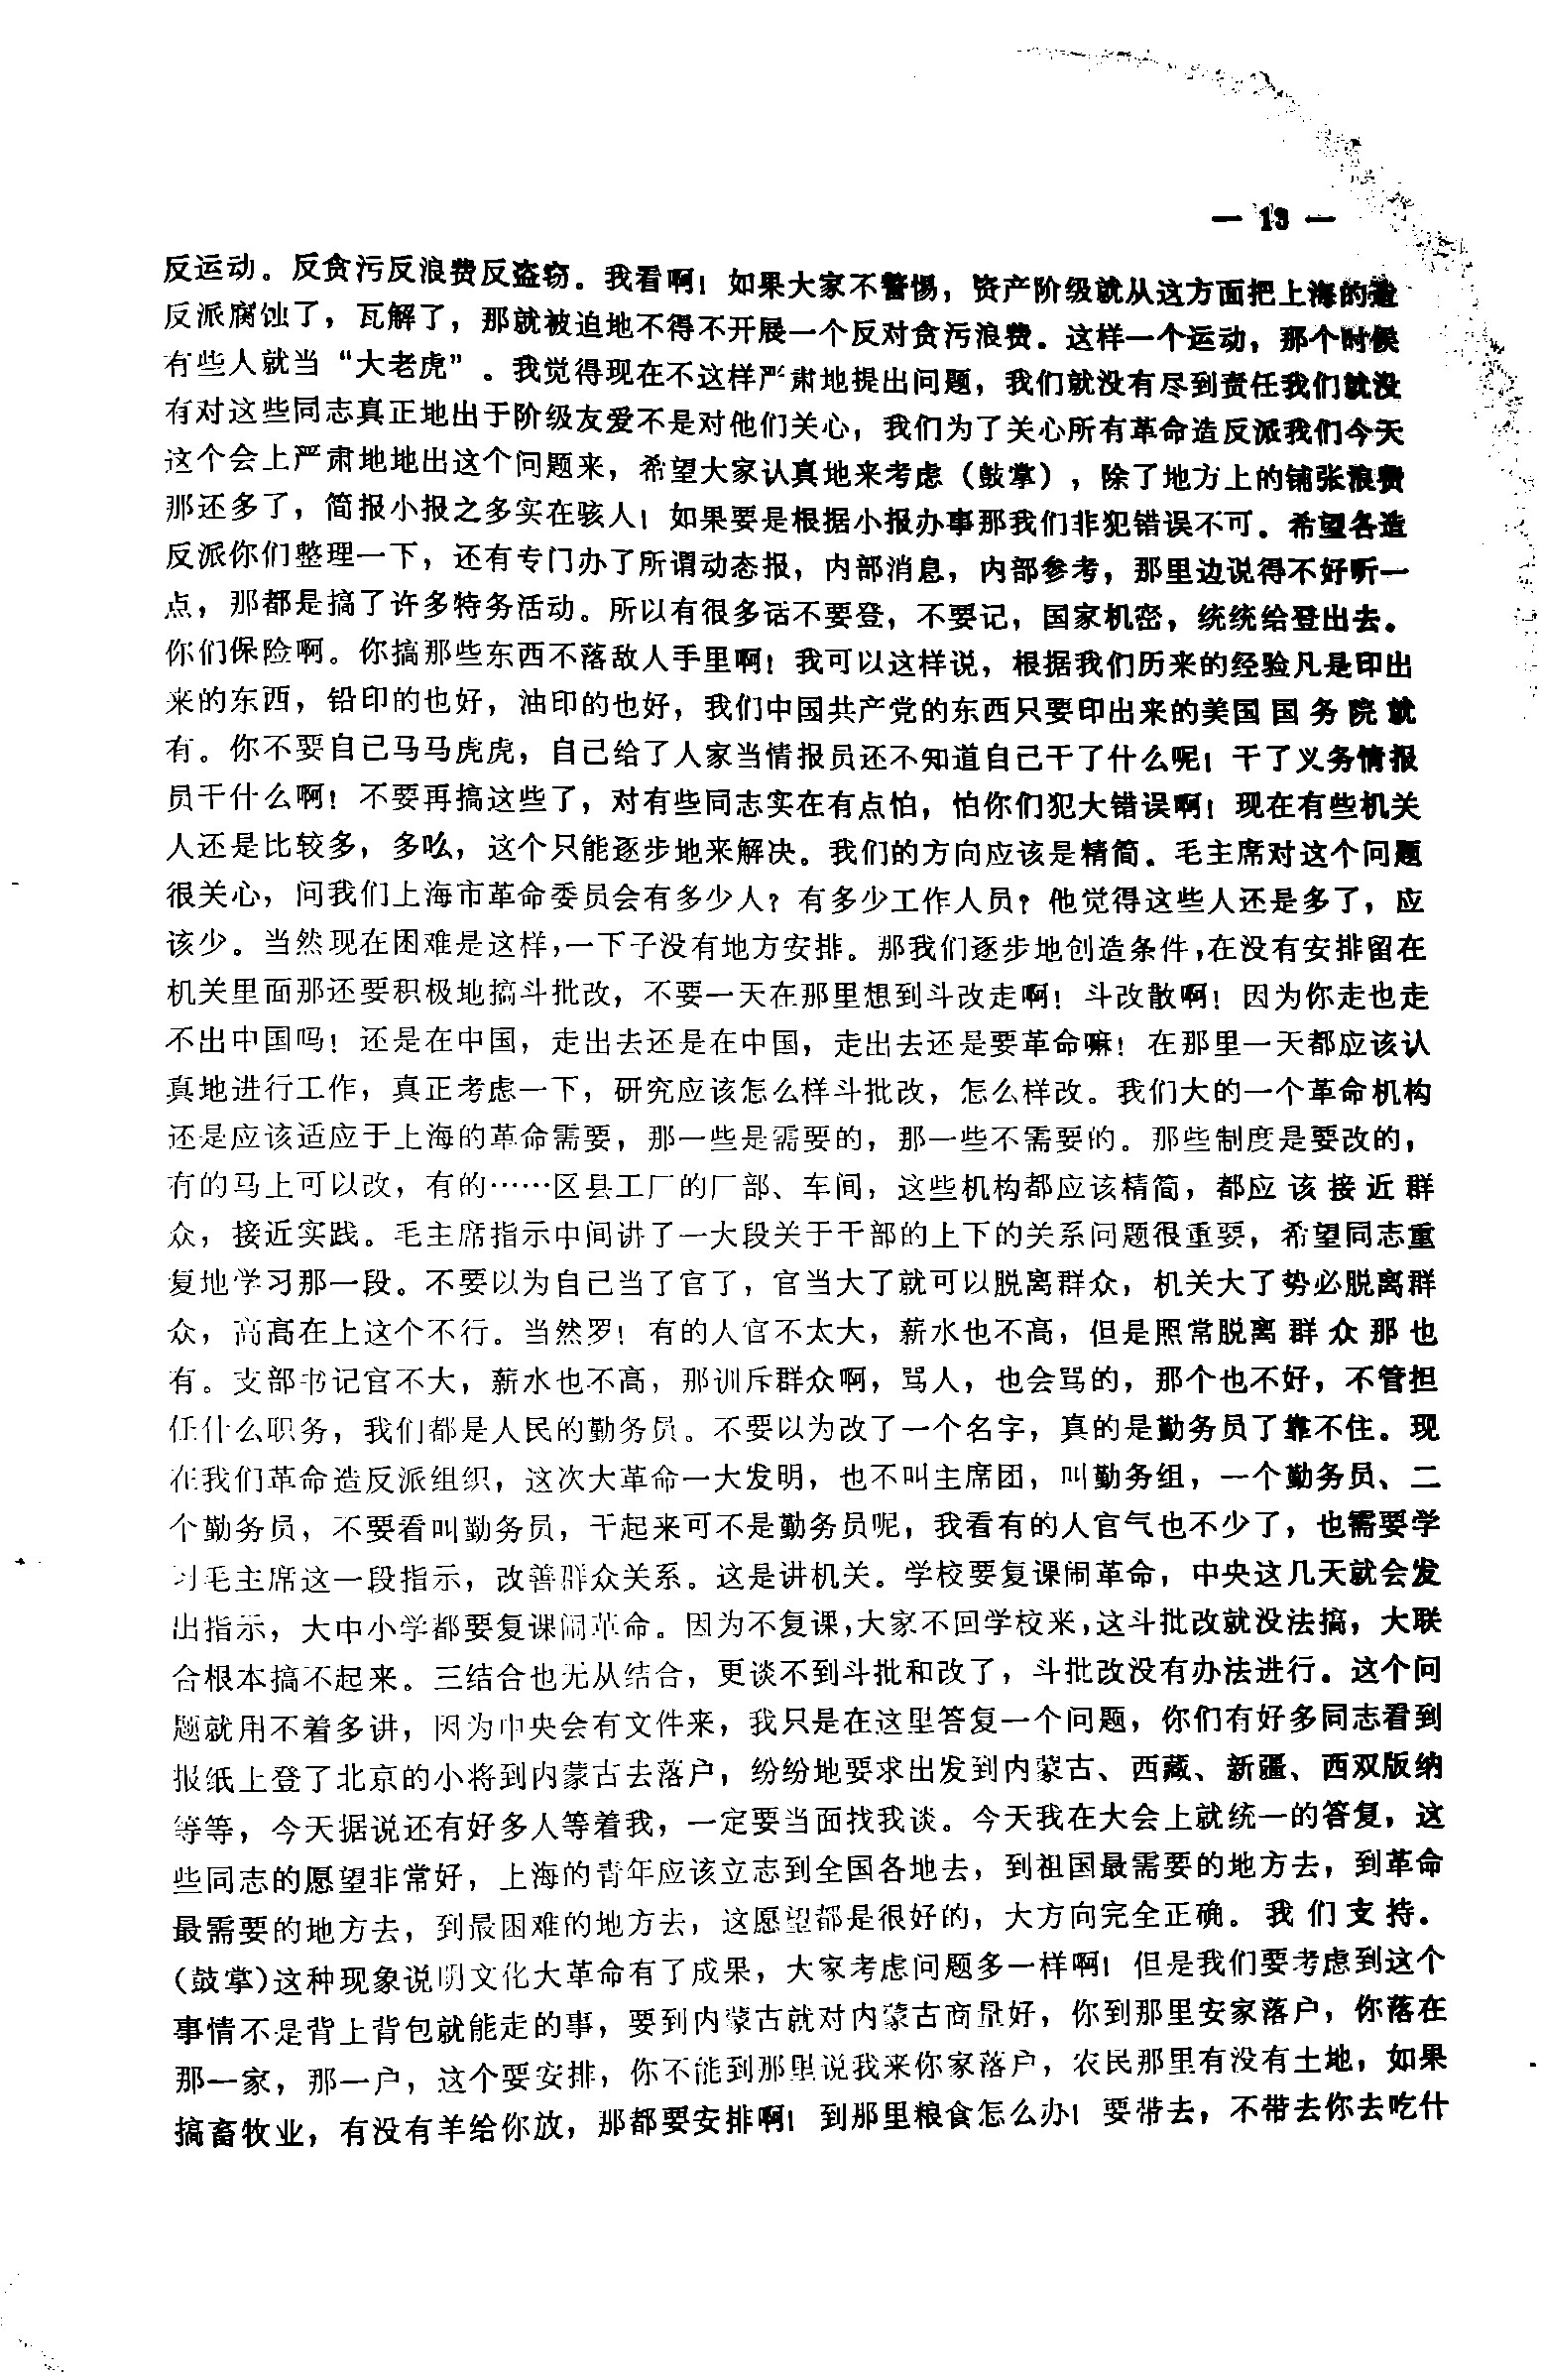 — 13 —
反运动。反贪污反浪费反盗窃。我看啊！如果大家不警惕，资产阶级就从这方面把上海的造
反派腐蚀了，瓦解了，那就被迫地不得不开展一个反对贪污浪费。这样一个运动，那个时候
有些人就当“大老虎”。我觉得现在不这样严肃地提出问题，我们就没有尽到责任我们就没
有对这些同志真正地出于阶级友爱不是对他们关心，我们为了关心所有革命造反派我们今天
这个会上严肃地地出这个问题来，希望大家认真地来考虑（鼓掌），除了地方上的铺张浪费
那还多了，简报小报之多实在骇人！如果要是根据小报办事那我们非犯错误不可。希望各造
反派你们整理一下，还有专门办了所谓动态报，内部消息，内部参考，那里边说得不好听一
点，那都是搞了许多特务活动。所以有很多话不要登，不要记，国家机密，统统给登出去。
你们保险啊。你搞那些东西不落敌人手里啊！我可以这样说，根据我们历来的经验凡是印出
来的东西，铅印的也好，油印的也好，我们中国共产党的东西只要印出来的美国国务院就
有。你不要自己马马虎虎，自己给了人家当情报员还不知道自己干了什么呢！干了义务情报
员干什么啊！不要再搞这些了，对有些同志实在有点怕，怕你们犯大错误啊！现在有些机关
人还是比较多，多吆，这个只能逐步地来解决。我们的方向应该是精简。毛主席对这个问题
很关心，问我们上海市革命委员会有多少人？有多少工作人员？他觉得这些人还是多了，应
该少。当然现在困难是这样，一下子没有地方安排。那我们逐步地创造条件，在没有安排留在
机关里面那还要积极地搞斗批改，不要一天在那里想到斗改走啊！斗改散啊！因为你走也走
不出中国吗！还是在中国，走出去还是在中国，走出去还是要革命嘛！在那里一天都应该认
真地进行工作，真正考虑一下，研究应该怎么样斗批改，怎么样改。我们大的一个革命机构
还是应该适应于上海的革命需要，那一些是需要的，那一些不需要的。那些制度是要改的，
有的马上可以改，有的……区县工厂的厂部、车间，这些机构都应该精简，都应该接近群
众，接近实践。毛主席指示中间讲了一大段关于干部的上下的关系问题很重要，希望同志重
复地学习那一段。不要以为自己当了官了，官当大了就可以脱离群众，机关大了势必脱离群
众，高高在上这个不行。当然罗！有的人官不太大，薪水也不高，但是照常脱离群众那也
有。支部书记官不大，薪水也不高，那训斥群众啊，骂人，也会骂的，那个也不好，不管担
任什么职务，我们都是人民的勤务员。不要以为改了一个名字，真的是勤务员了靠不住。现
在我们革命造反派组织，这次大革命一大发明，也不叫主席团，叫勤务组，一个勤务员、二
个勤务员，不要看叫勤务员，干起来可不是勤务员呢，我看有的人官气也不少了，也需要学
习毛主席这一段指示，改善群众关系。这是讲机关。学校要复课闹革命，中央这几天就会发
出指示，大中小学都要复课闹革命。因为不复课，大家不回学校来，这斗批改就没法搞，大联
合根本搞不起来。三结合也无从结合，更谈不到斗批和改了，斗批改没有办法进行。这个问
题就用不着多讲，因为中央会有文件来，我只是在这里答复一个问题，你们有好多同志看到
报纸上登了北京的小将到内蒙古去落户，纷纷地要求出发到内蒙古、西藏、新疆、西双版纳
等等，今天据说还有好多人等着我，一定要当面找我谈。今天我在大会上就统一的答复，这
些同志的愿望非常好，上海的青年应该立志到全国各地去，到祖国最需要的地方去，到革命
最需要的地方去，到最困难的地方去，这愿望都是很好的，大方向完全正确。我们支持。
（鼓掌）这种现象说明文化大革命有了成果，大家考虑问题多一样啊！但是我们要考虑到这个
事情不是背上背包就能走的事，要到内蒙古就对内蒙古商量好，你到那里安家落户，你落在
那一家，那一户，这个要安排，你不能到那里说我来你家落户，农民那里有没有土地，如果
搞畜牧业，有没有羊给你放，那都要安排啊！到那里粮食怎么办！要带去，不带去你去吃什